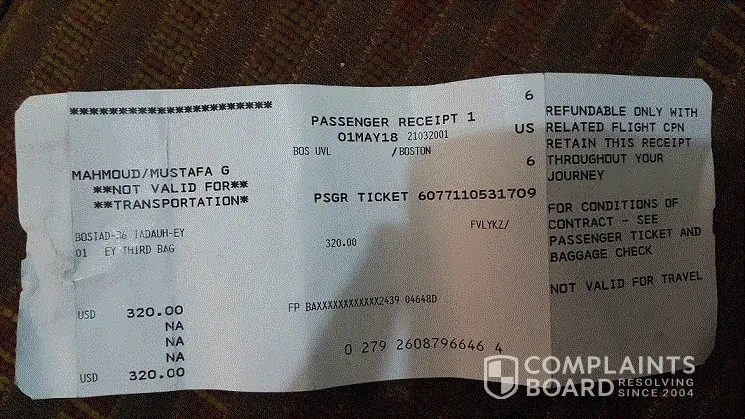 ********************
PASSENGER RECEIPT 1
01MAY18 21032001
BOS UVL /BOSTON
6
US
6
MAHMOUD/MUSTAFA G
**NOT VALID FOR**
**TRANSPORTATION*
PSGR TICKET 6077110531709
FVLYKZ/
BOSIAD-B6 IADAUH-EY
01 EY THIRD BAG
320.00
USD 320.00
NA
NA
NA
USD 320.00
FP BAXXXXXXXXXXXX2439 04648D
0 279 2608796646 4
REFUNDABLE ONLY WITH
RELATED FLIGHT CPN
RETAIN THIS RECEIPT
THROUGHOUT YOUR
JOURNEY
FOR CONDITIONS OF
CONTRACT - SEE
PASSENGER TICKET AND
BAGGAGE CHECK
NOT VALID FOR TRAVEL
COMPLAINTS
BOARD RESOLVING
SINCE 2004